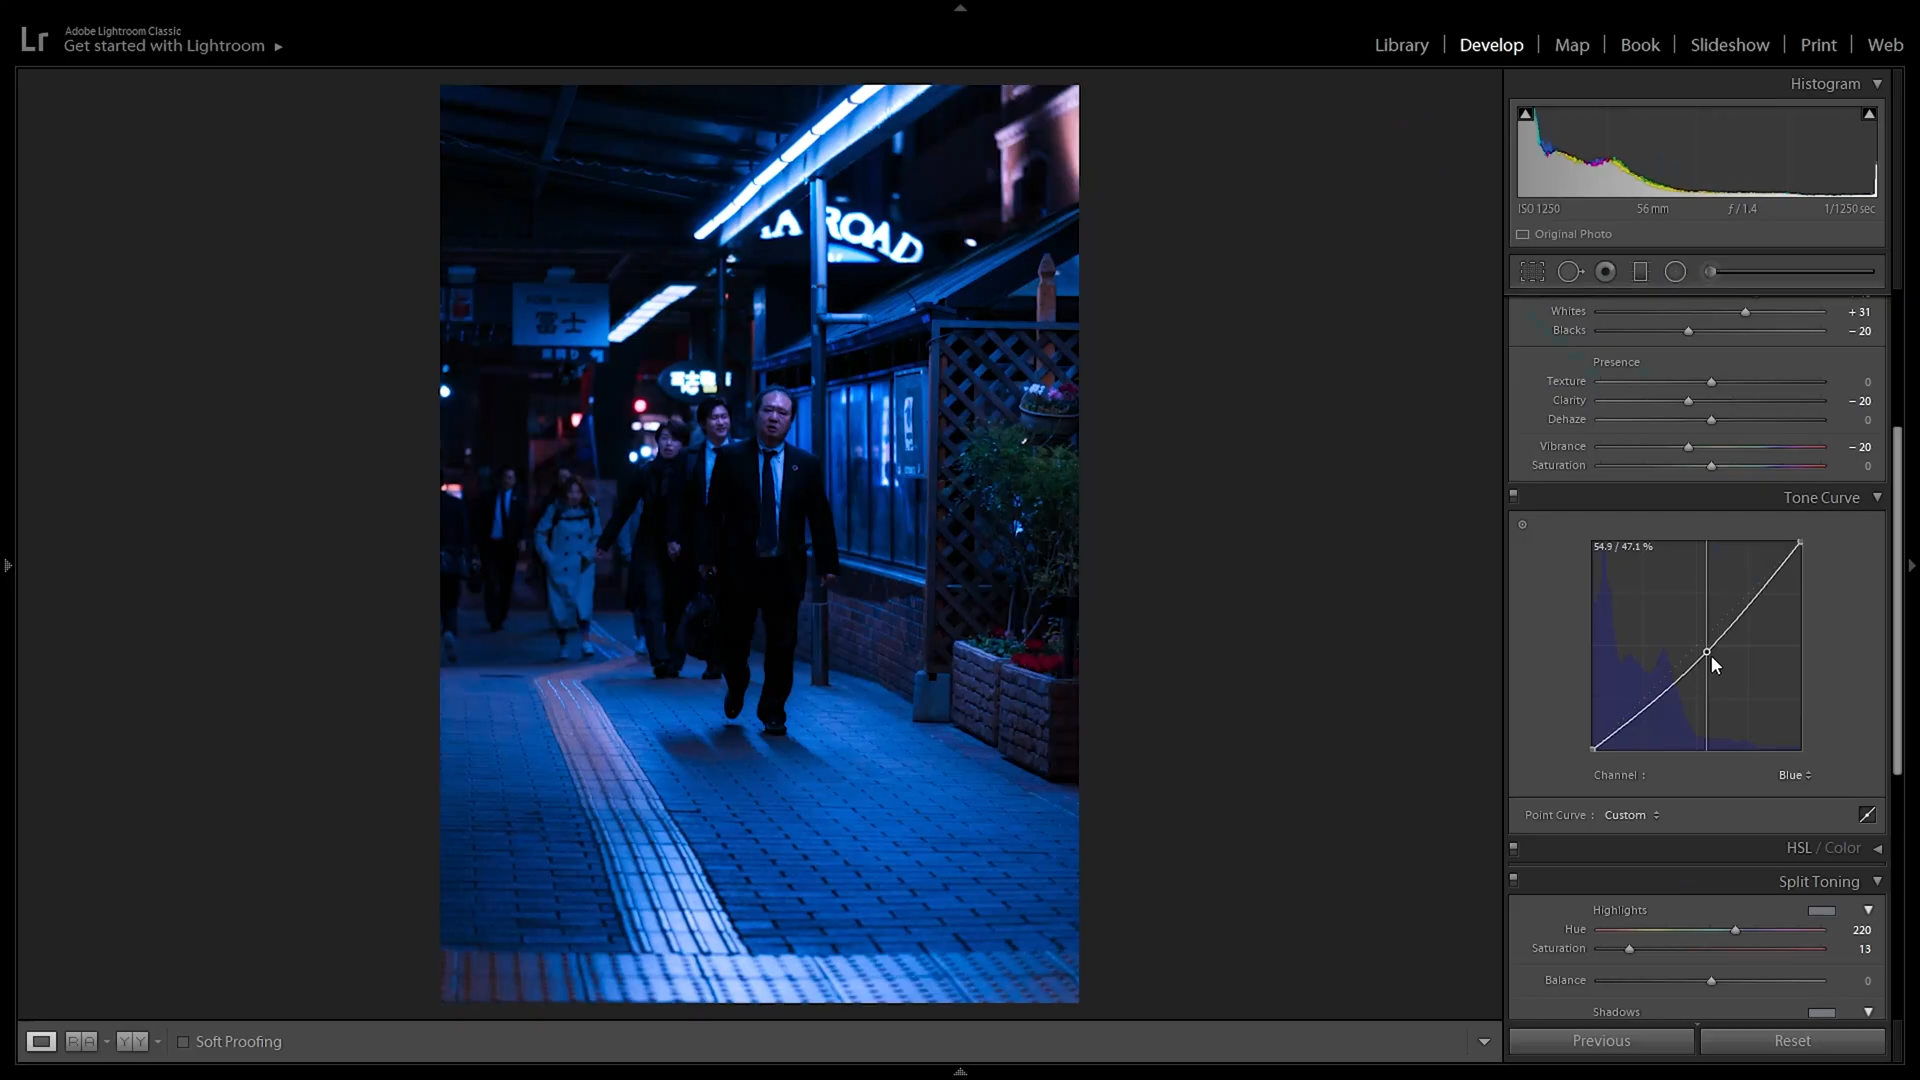 Adobe Lightroom Classic
Get started with Lightroom
Library | Develop | Map | Book | Slideshow | Print | Web
Histogram
ISO 1250 56 mm ƒ / 1.4 1/1250 sec
Original Photo
Whites + 31
Blacks – 20
Presence
Texture 0
Clarity – 20
Dehaze 0
Vibrance – 20
Saturation 0
Tone Curve
54.9 / 47.1 %
Channel : Blue
Point Curve : Custom
HSL / Color
Split Toning
Highlights
Hue 220
Saturation 13
Balance 0
Shadows
Previous Reset
Lr
ROAD
富士
R A Y Y Soft Proofing